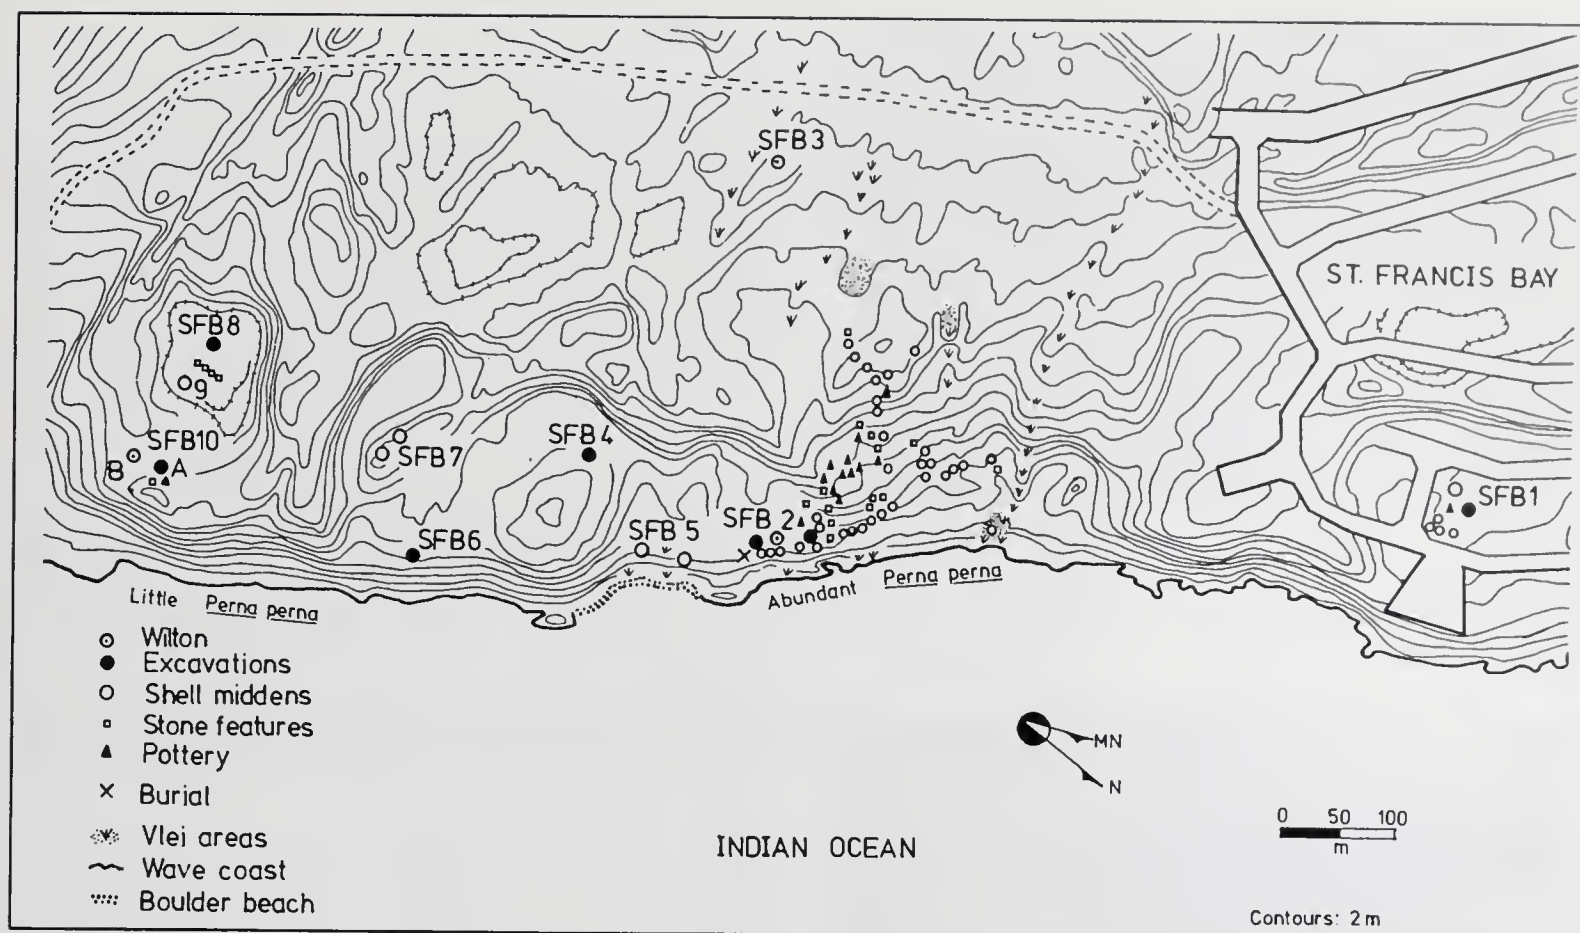 SFB3
ST. FRANCIS BAY
SFB8
9
SFB10
B
A
SFB7
SFB4
SFB1
SFB6
SFB 5
SFB 2
Little Perna perna
Abundant Perna perna
Wilton
Excavations
Shell middens
Stone features
Pottery
Burial
Vlei areas
Wave coast
Boulder beach
MN
N
INDIAN OCEAN
0 50 100
m
Contours: 2m